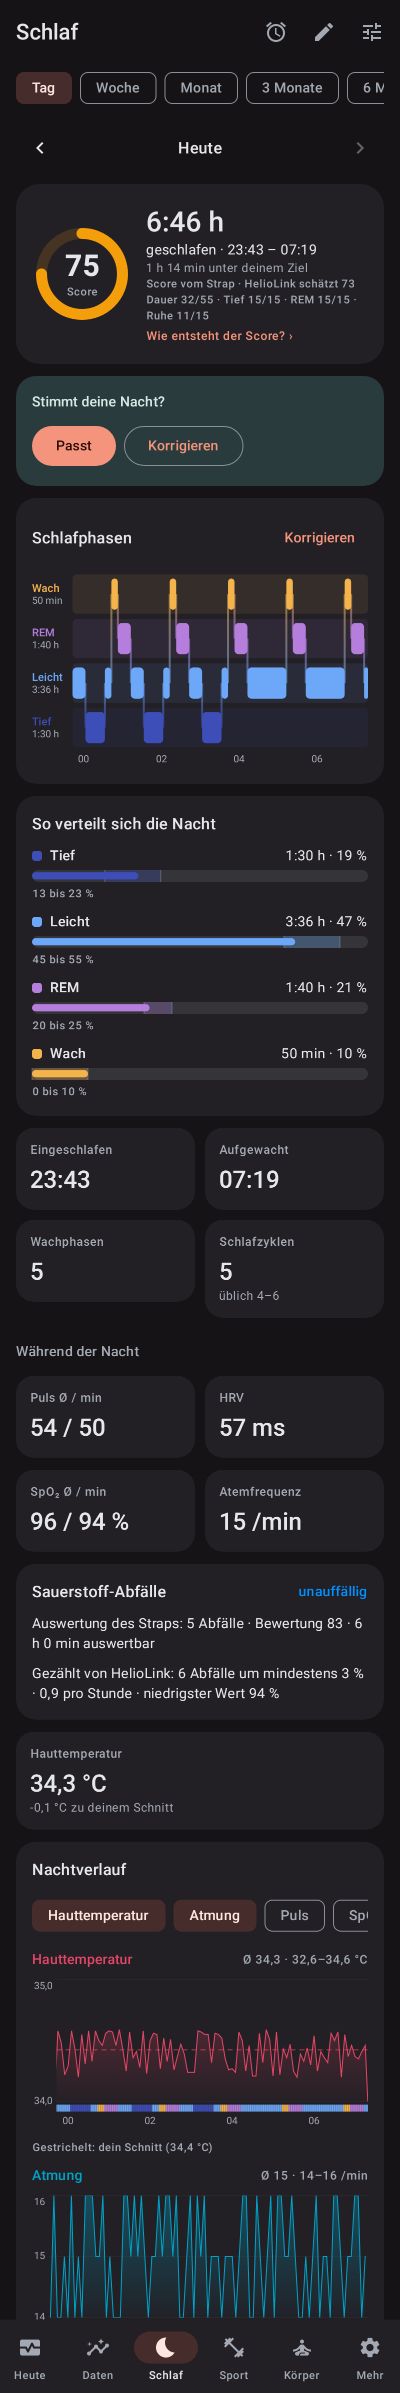 Schlaf
Tag
Woche
Monat
3 Monate
6 M
Heute
75
Score
6:46 h
geschlafen · 23:43 – 07:19
1 h 14 min unter deinem Ziel
Score vom Strap · HelioLink schätzt 73
Dauer 32/55 · Tief 15/15 · REM 15/15 ·
Ruhe 11/15
Wie entsteht der Score? ›
Stimmt deine Nacht?
Passt
Korrigieren
Schlafphasen
Korrigieren
Wach
50 min
REM
1:40 h
Leicht
3:36 h
Tief
1:30 h
00 02 04 06
So verteilt sich die Nacht
Tief 1:30 h · 19 %
13 bis 23 %
Leicht 3:36 h · 47 %
45 bis 55 %
REM 1:40 h · 21 %
20 bis 25 %
Wach 50 min · 10 %
0 bis 10 %
Eingeschlafen
23:43
Aufgewacht
07:19
Wachphasen
5
Schlafzyklen
5
üblich 4–6
Während der Nacht
Puls Ø / min
54 / 50
HRV
57 ms
SpO₂ Ø / min
96 / 94 %
Atemfrequenz
15 /min
Sauerstoff-Abfälle
unauffällig
Auswertung des Straps: 5 Abfälle · Bewertung 83 · 6
h 0 min auswertbar
Gezählt von HelioLink: 6 Abfälle um mindestens 3 %
· 0,9 pro Stunde · niedrigster Wert 94 %
Hauttemperatur
34,3 °C
-0,1 °C zu deinem Schnitt
Nachtverlauf
Hauttemperatur
Atmung
Puls
SpO
Hauttemperatur Ø 34,3 · 32,6–34,6 °C
35,0
34,0
00 02 04 06
Gestrichelt: dein Schnitt (34,4 °C)
Atmung Ø 15 · 14–16 /min
16
15
14
Heute
Daten
Schlaf
Sport
Körper
Mehr